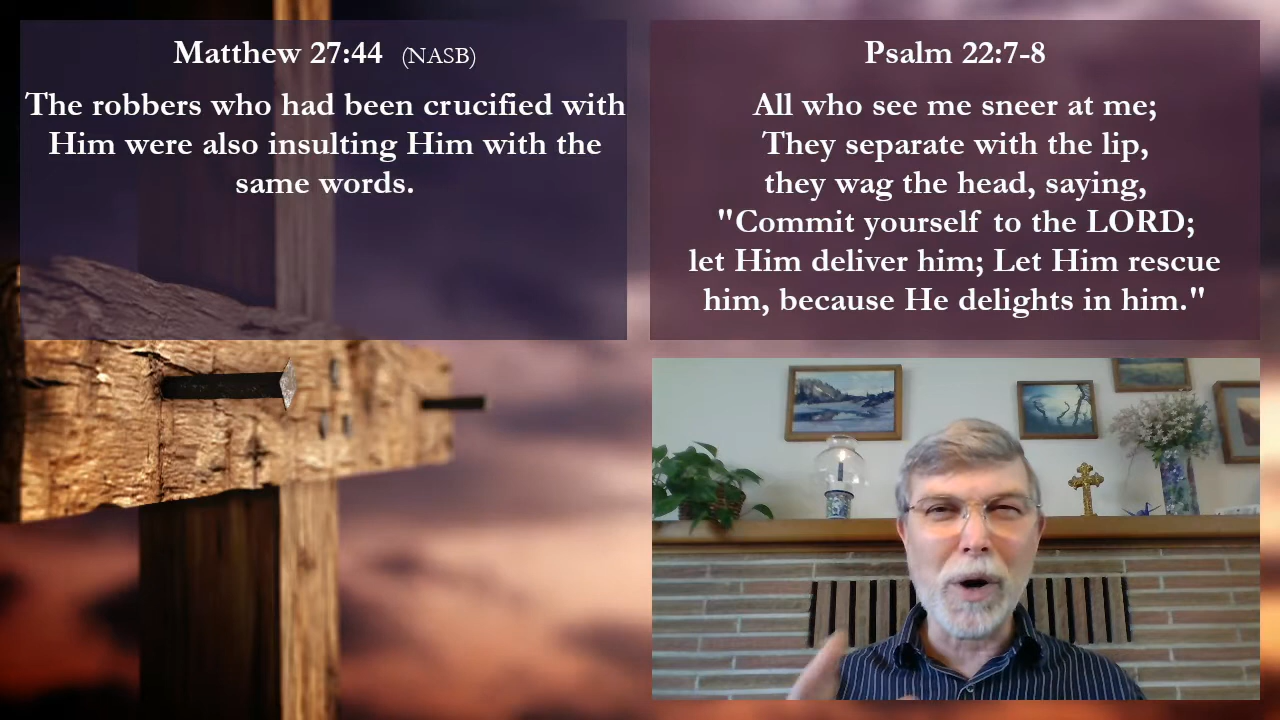 Matthew 27:44 (NASB)
The robbers who had been crucified with
Him were also insulting Him with the
same words.
Psalm 22:7-8
All who see me sneer at me;
They separate with the lip,
they wag the head, saying,
"Commit yourself to the LORD;
let Him deliver him; Let Him rescue
him, because He delights in him."